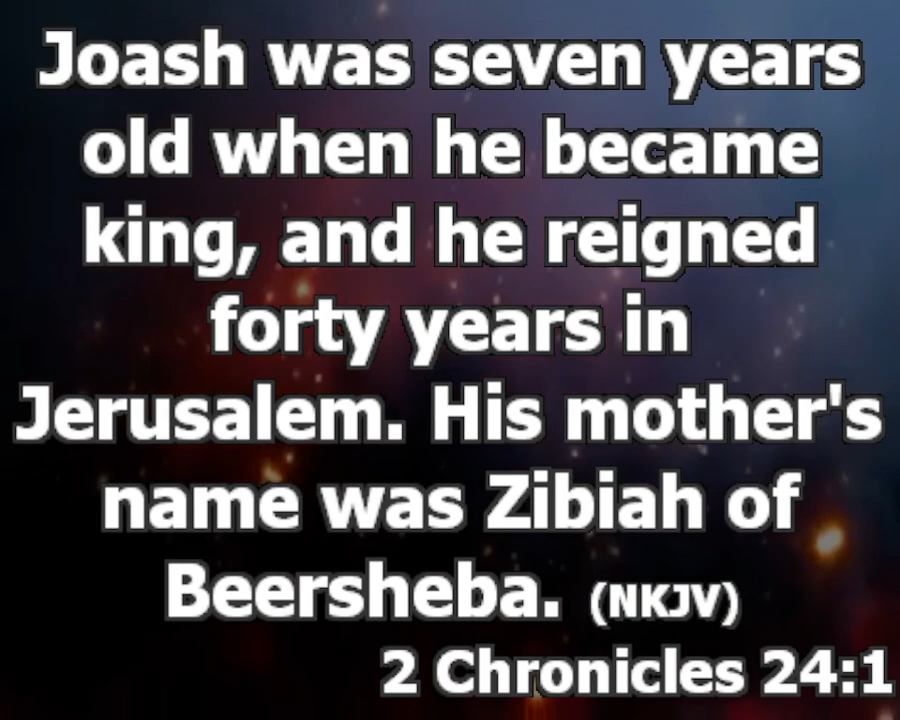 Joash was seven years
old when he became
king, and he reigned
forty years in
Jerusalem. His mother's
name was Zibiah of
Beersheba. (NKJV)
2 Chronicles 24:1